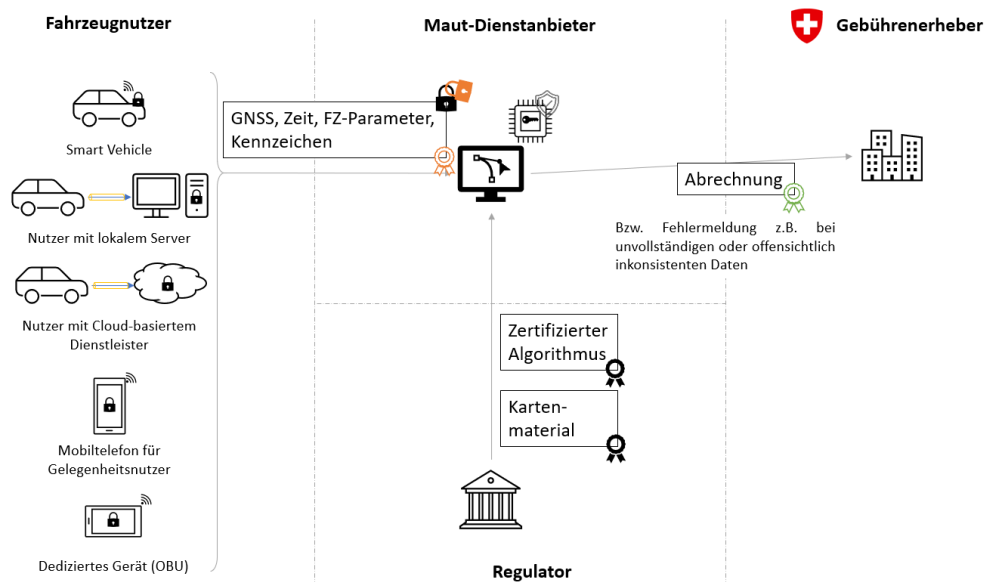 Fahrzeugnutzer
Maut-Dienstanbieter
Gebührenerheber
Smart Vehicle
Nutzer mit lokalem Server
Nutzer mit Cloud-basiertem
Dienstleister
Mobiltelefon für
Gelegenheitsnutzer
Dediziertes Gerät (OBU)
GNSS, Zeit, FZ-Parameter,
Kennzeichen
Abrechnung
Bzw. Fehlermeldung z.B. bei
unvollständigen oder offensichtlich
inkonsistenten Daten
Zertifizierter
Algorithmus
Karten-
material
Regulator